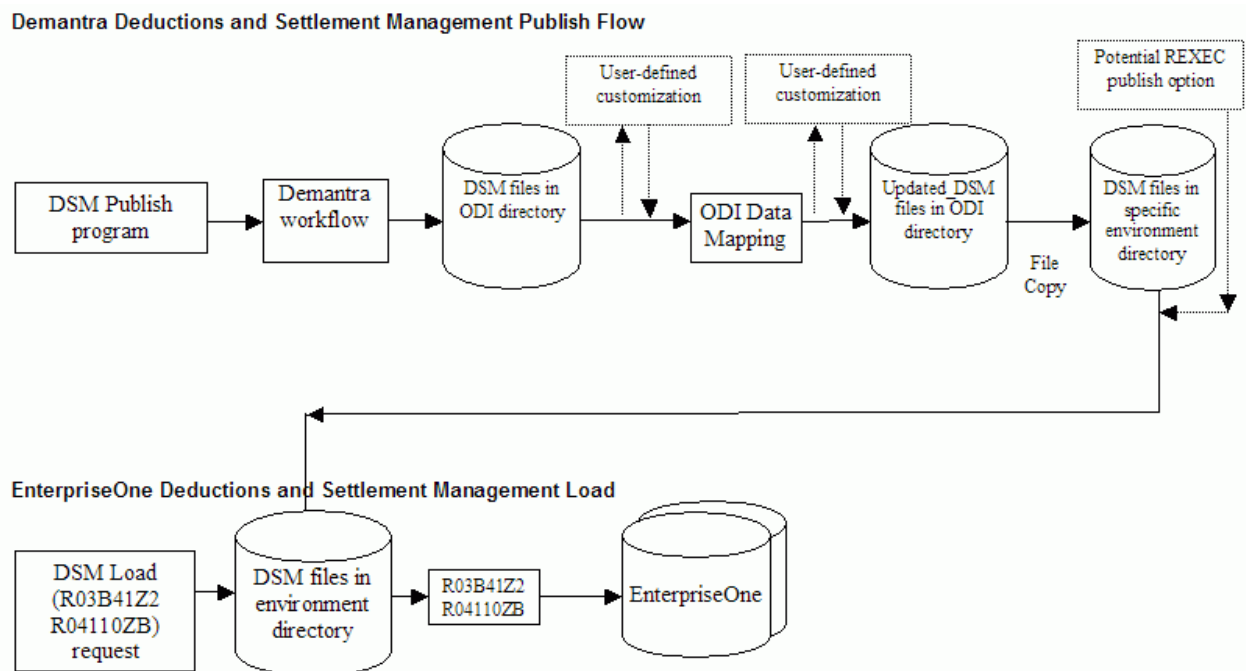 Demantra Deductions and Settlement Management Publish Flow
User-defined
customization
User-defined
customization
Potential REXEC
publish option
DSM Publish
program
Demantra
workflow
DSM files in
ODI directory
ODI Data
Mapping
Updated_DSM
files in ODI
directory
File
Copy
DSM files in
specific
environment
directory
EnterpriseOne Deductions and Settlement Management Load
DSM Load
(R03B41Z2
R04110ZB)
request
DSM files in
environment
directory
R03B41Z2
R04110ZB
EnterpriseOne